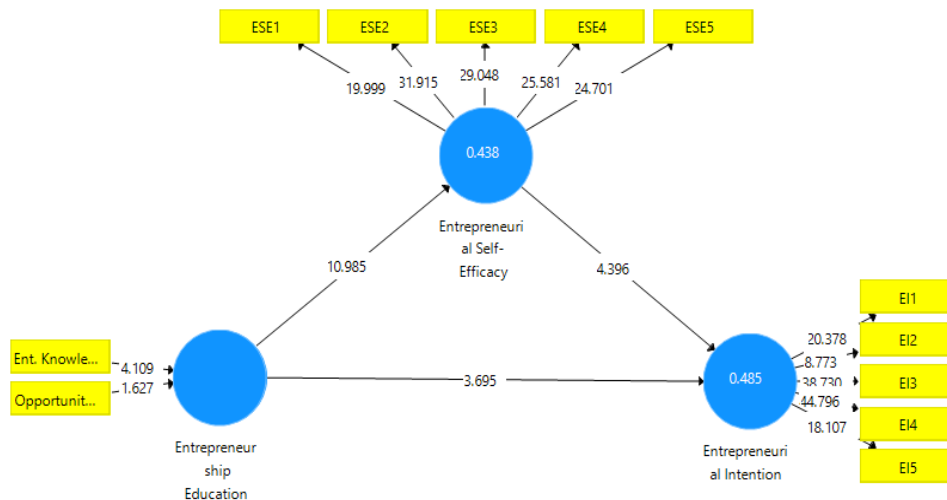 ESE1
ESE2
ESE3
ESE4
ESE5
19.999
31.915
29.048
25.581
24.701
0.438
Entrepreneuri
al Self-
Efficacy
10.985
4.396
EI1
20.378
EI2
8.773
Ent. Knowle...
4.109
3.695
0.485
38.730
EI3
Opportunit...
1.627
44.796
EI4
18.107
EI5
Entrepreneur
ship
Education
Entrepreneuri
al Intention